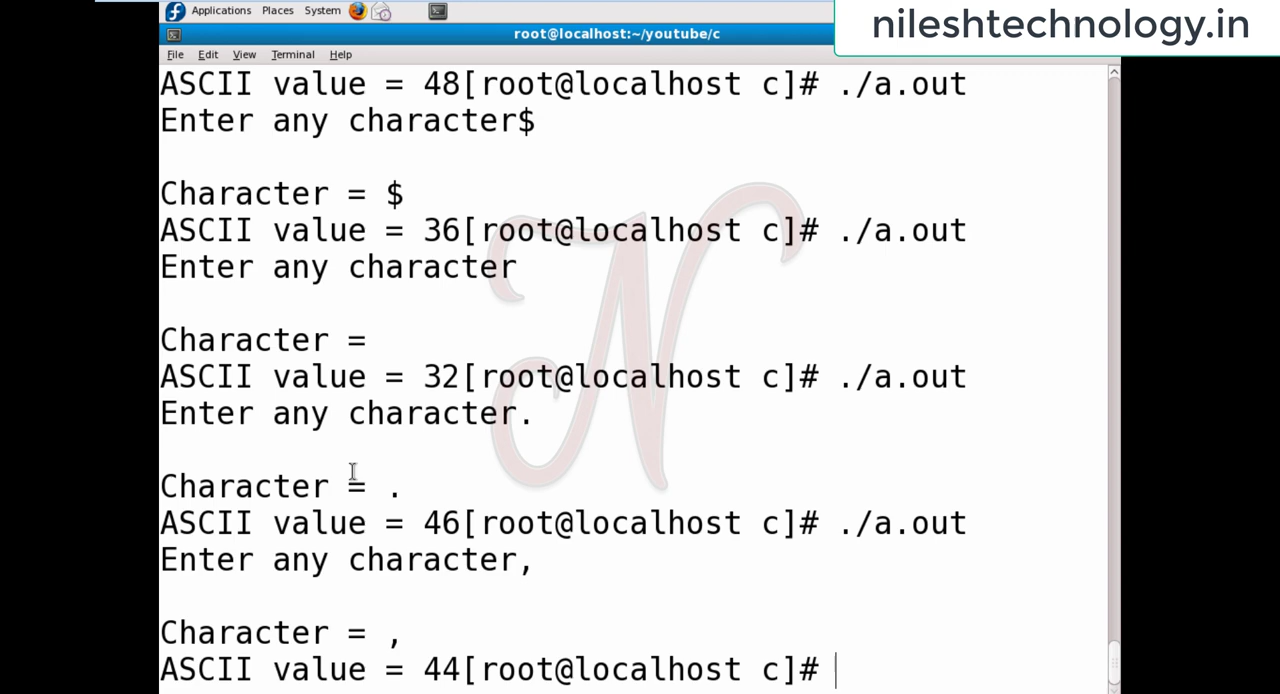 Applications Places System
nileshtechnology.in
root@localhost:~/youtube/c
File Edit View Terminal Help
ASCII value = 48[root@localhost c]# ./a.out
Enter any character$
Character = $
ASCII value = 36[root@localhost c]# ./a.out
Enter any character
Character =
ASCII value = 32[root@localhost c]# ./a.out
Enter any character.
Character = .
ASCII value = 46[root@localhost c]# ./a.out
Enter any character,
Character = ,
ASCII value = 44[root@localhost c]#
N